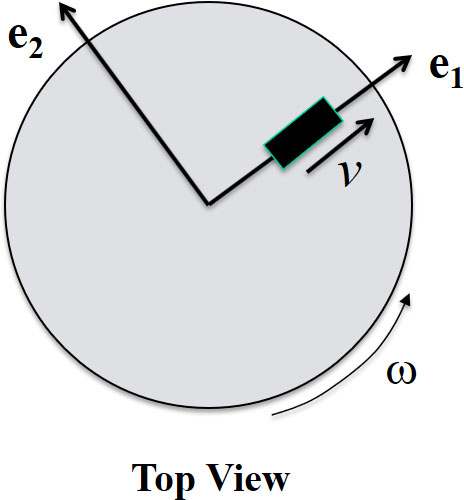 e₂
e₁
v
ω
Top View